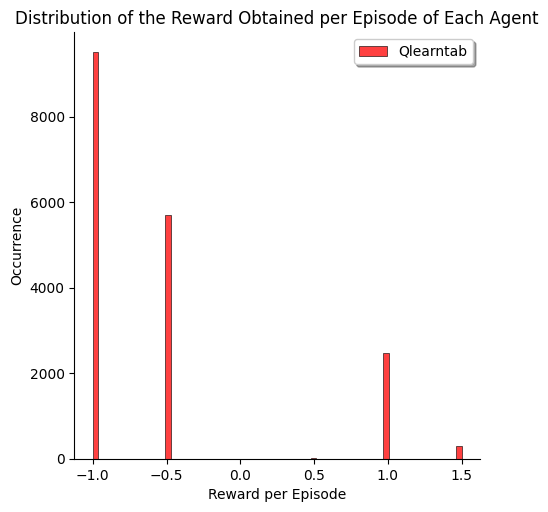 Distribution of the Reward Obtained per Episode of Each Agent
Qlearntab
8000
6000
4000
2000
0
Occurrence
−1.0 −0.5 0.0 0.5 1.0 1.5
Reward per Episode